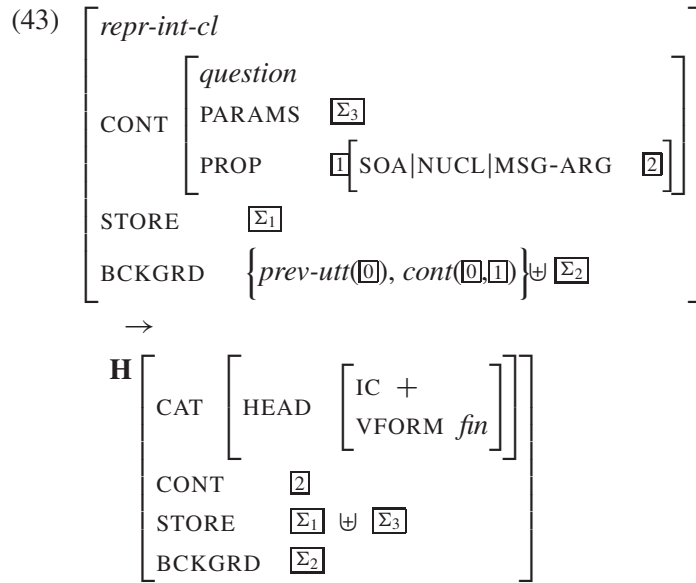 (43) repr-int-cl
question
CONT PARAMS Σ3
PROP 1 SOA|NUCL|MSG-ARG 2
STORE Σ1
BCKGRD {prev-utt(0), cont(0,1)} ⊎ Σ2
→
H
IC +
CAT HEAD
VFORM fin
CONT 2
STORE Σ1 ⊎ Σ3
BCKGRD Σ2